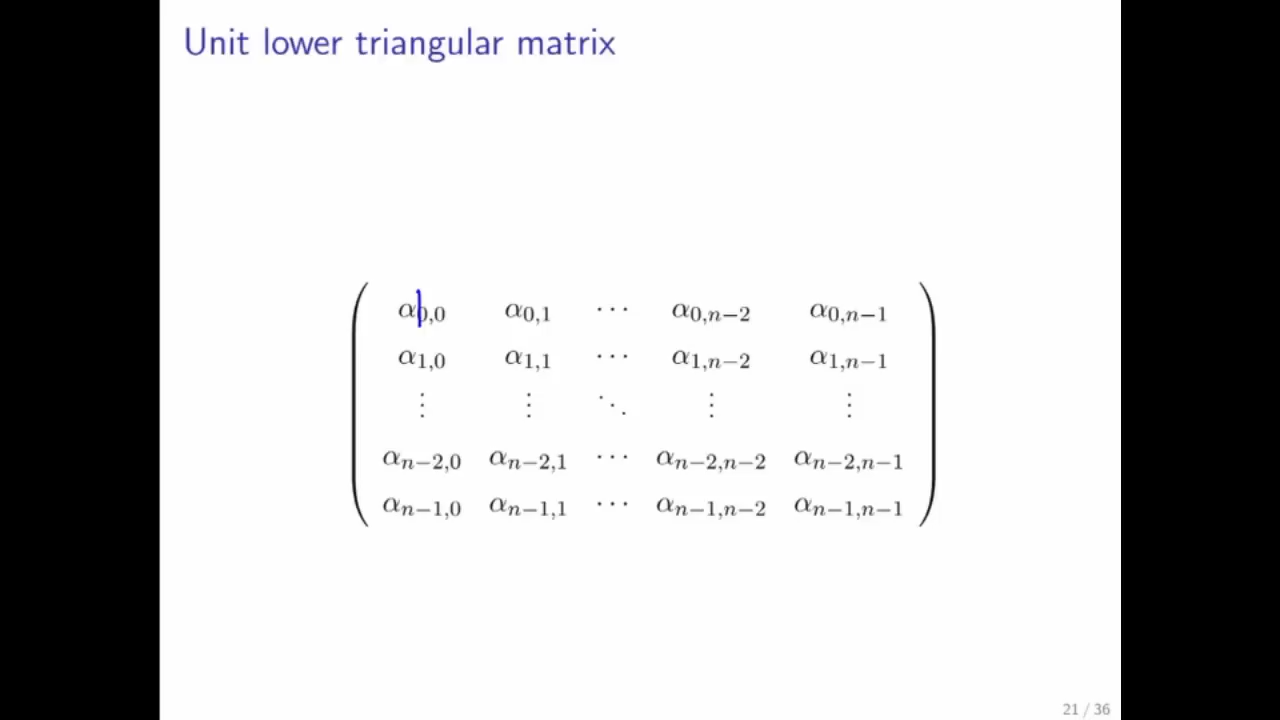 Unit lower triangular matrix
α0,0 α0,1 ⋯ α0,n−2 α0,n−1
α1,0 α1,1 ⋯ α1,n−2 α1,n−1
⋮ ⋮ ⋱ ⋮ ⋮
αn−2,0 αn−2,1 ⋯ αn−2,n−2 αn−2,n−1
αn−1,0 αn−1,1 ⋯ αn−1,n−2 αn−1,n−1
21 / 36